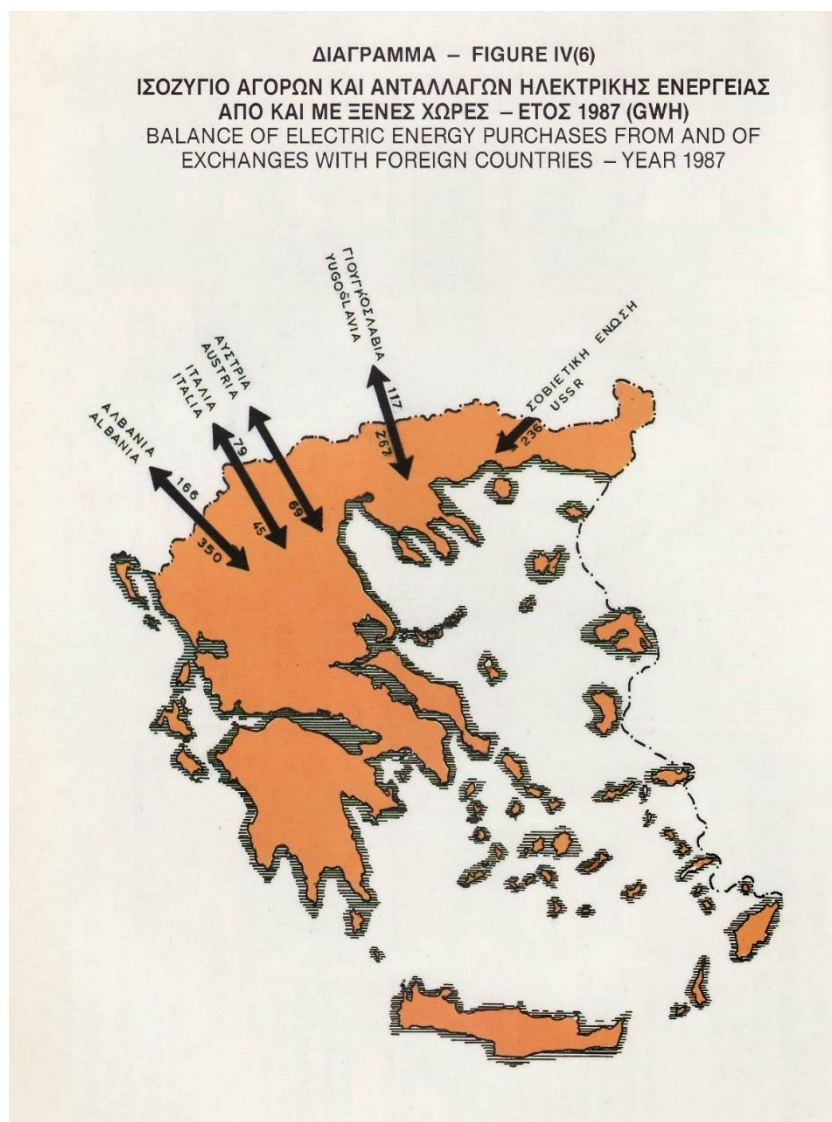 ΔΙΑΓΡΑΜΜΑ – FIGURE IV(6)
ΙΣΟΖΥΓΙΟ ΑΓΟΡΩΝ ΚΑΙ ΑΝΤΑΛΛΑΓΩΝ ΗΛΕΚΤΡΙΚΗΣ ΕΝΕΡΓΕΙΑΣ
ΑΠΟ ΚΑΙ ΜΕ ΞΕΝΕΣ ΧΩΡΕΣ – ΕΤΟΣ 1987 (GWH)
BALANCE OF ELECTRIC ENERGY PURCHASES FROM AND OF
EXCHANGES WITH FOREIGN COUNTRIES – YEAR 1987
ΑΛΒΑΝΙΑ
ALBANIA
166
350
ΙΤΑΛΙΑ
ITALIA
79
45
ΑΥΣΤΡΙΑ
AUSTRIA
69
ΓΙΟΥΓΚΟΣΛΑΒΙΑ
YUGOSLAVIA
117
267
ΣΟΒΙΕΤΙΚΗ ΕΝΩΣΗ
USSR
236